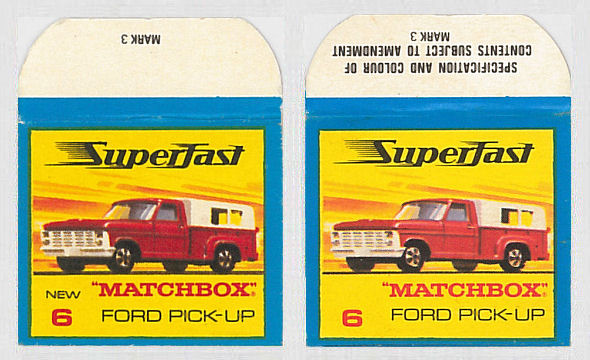 MARK 3
SUPERFAST
NEW "MATCHBOX"®
6 FORD PICK-UP
SPECIFICATION AND COLOUR OF
CONTENTS SUBJECT TO AMENDMENT
MARK 3
SUPERFAST
"MATCHBOX"®
6 FORD PICK-UP